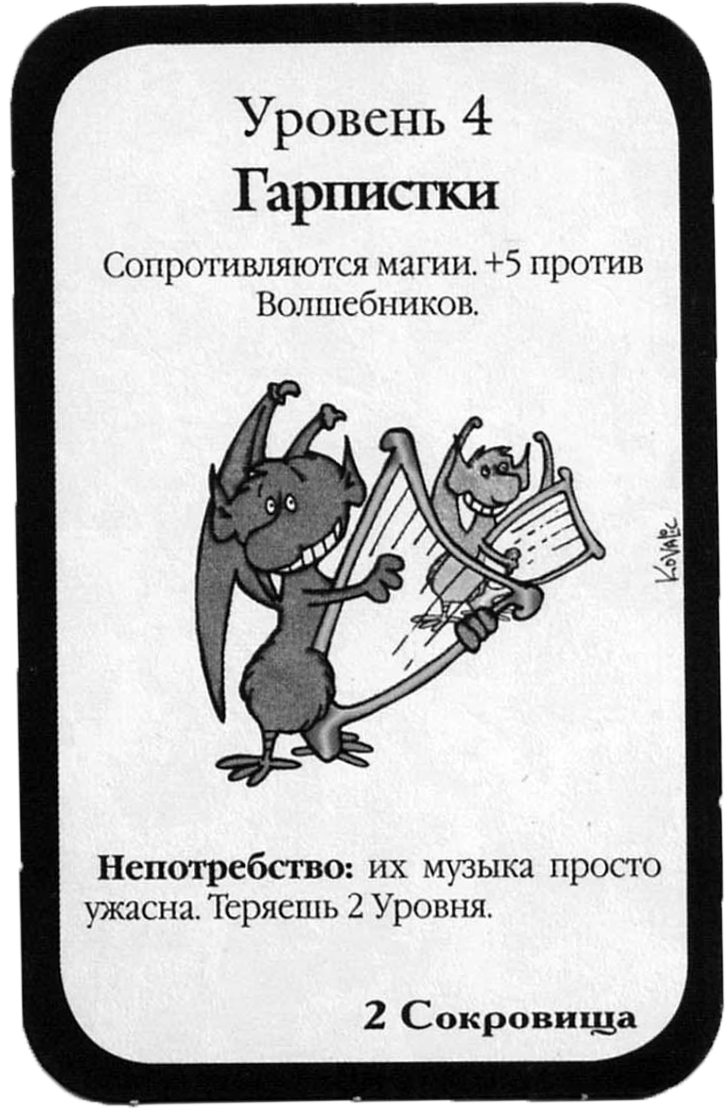 Уровень 4
Гарпистки
Сопротивляются магии. +5 против
Волшебников.
KOVALIC
Непотребство: их музыка просто
ужасна. Теряешь 2 Уровня.
2 Сокровища